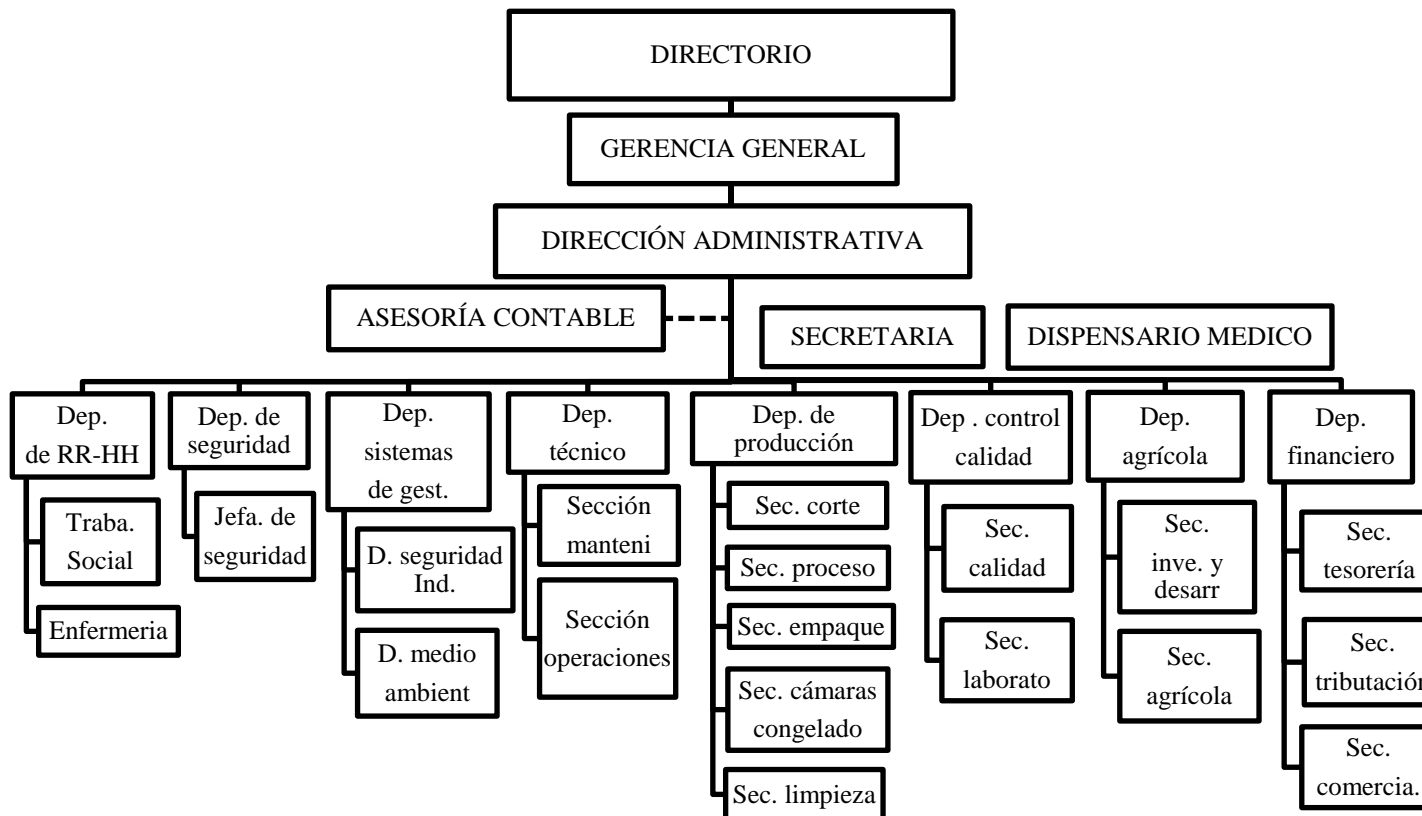 DIRECTORIO
GERENCIA GENERAL
DIRECCIÓN ADMINISTRATIVA
ASESORÍA CONTABLE
SECRETARIA
DISPENSARIO MEDICO
Dep.
de RR-HH
Traba.
Social
Enfermeria
Dep. de
seguridad
Jefa. de
seguridad
Dep.
sistemas
de gest.
D. seguridad
Ind.
D. medio
ambient
Dep.
técnico
Sección
manteni
Sección
operaciones
Dep. de
producción
Sec. corte
Sec. proceso
Sec. empaque
Sec. cámaras
congelado
Sec. limpieza
Dep . control
calidad
Sec.
calidad
Sec.
laborato
Dep.
agrícola
Sec.
inve. y
desarr
Sec.
agrícola
Dep.
financiero
Sec.
tesorería
Sec.
tributación
Sec.
comercia.